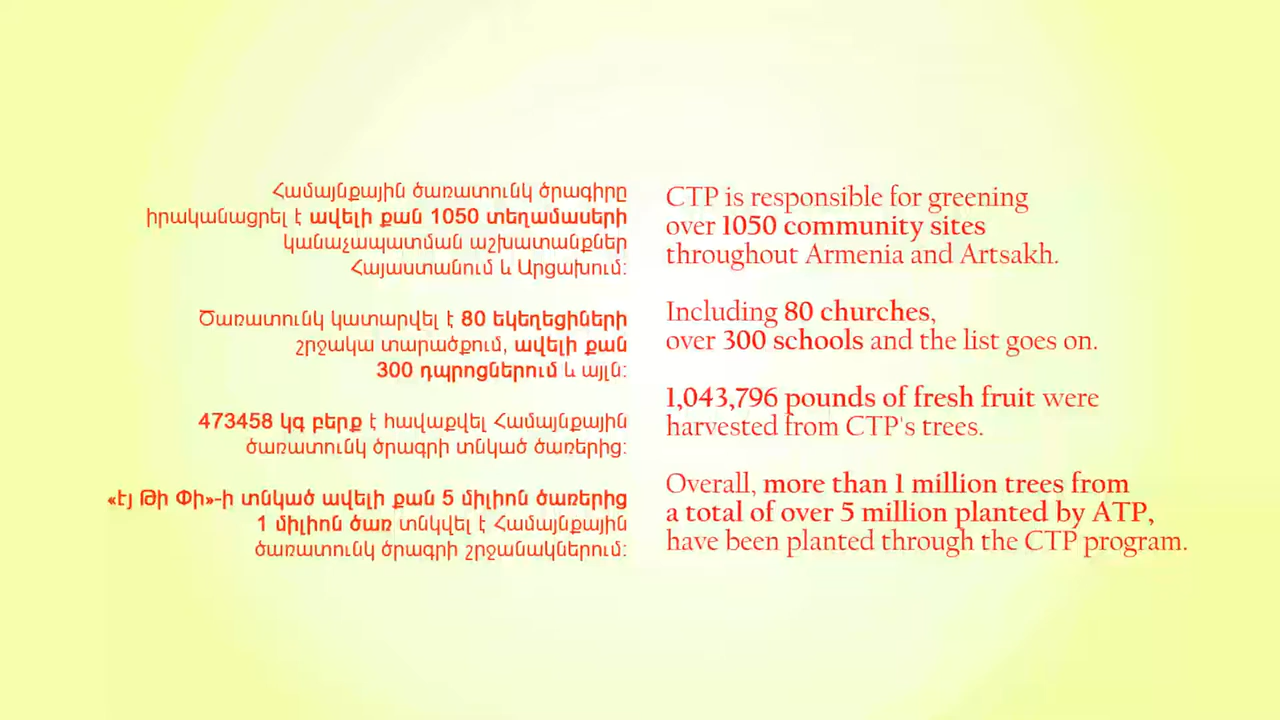 Համայնքային ծառատունկ ծրագիրը
իրականացրել է ավելի քան 1050 տեղամասերի
կանաչապատման աշխատանքներ
Հայաստանում և Արցախում:
Ծառատունկ կատարվել է 80 եկեղեցիների
շրջակա տարածքում, ավելի քան
300 դպրոցներում և այլն:
473458 կգ բերք է հավաքվել Համայնքային
ծառատունկ ծրագրի տնկած ծառերից:
«Էյ Թի Փի»-ի տնկած ավելի քան 5 միլիոն ծառերից
1 միլիոն ծառ տնկվել է Համայնքային
ծառատունկ ծրագրի շրջանակներում:
CTP is responsible for greening
over 1050 community sites
throughout Armenia and Artsakh.
Including 80 churches,
over 300 schools and the list goes on.
1,043,796 pounds of fresh fruit were
harvested from CTP's trees.
Overall, more than 1 million trees from
a total of over 5 million planted by ATP,
have been planted through the CTP program.